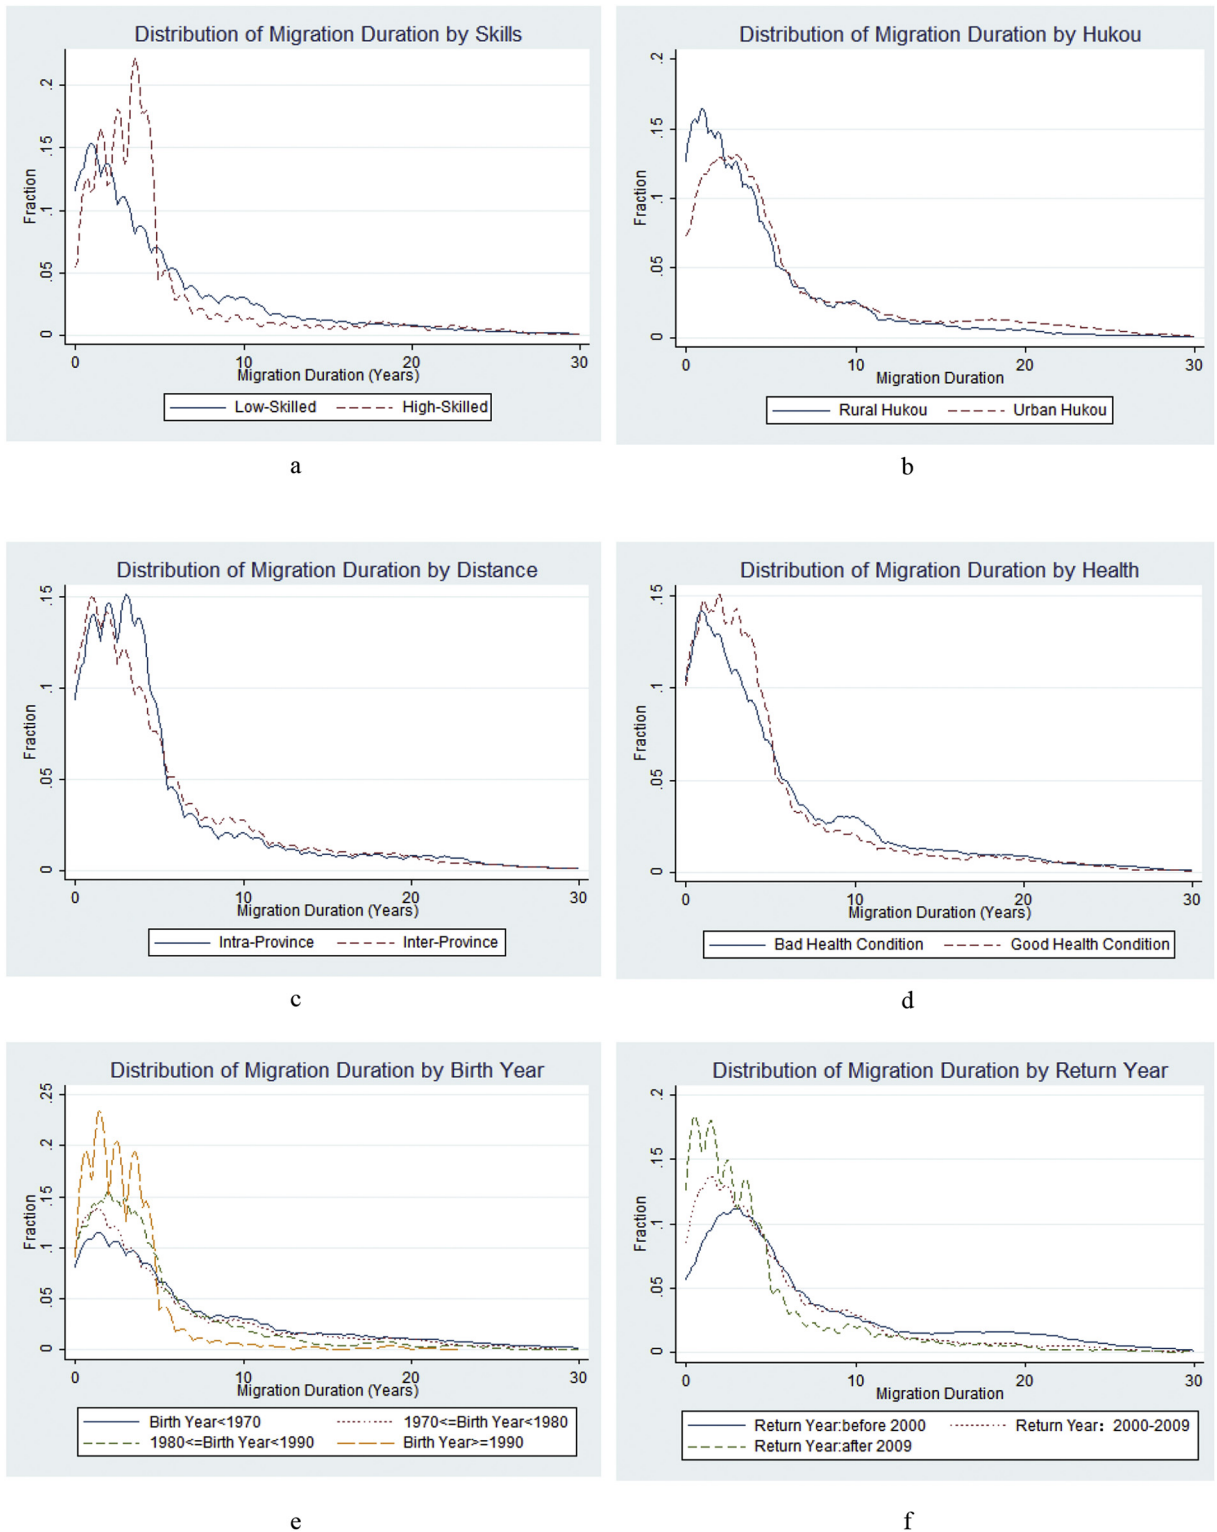 Distribution of Migration Duration by Skills
Fraction
0 .05 .1 .15 .2
0 10 20 30
Migration Duration (Years)
Low-Skilled High-Skilled
a
Distribution of Migration Duration by Hukou
Fraction
0 .05 .1 .15 .2
0 10 20 30
Migration Duration
Rural Hukou Urban Hukou
b
Distribution of Migration Duration by Distance
Fraction
0 .05 .1 .15
0 10 20 30
Migration Duration (Years)
Intra-Province Inter-Province
c
Distribution of Migration Duration by Health
Fraction
0 .05 .1 .15
0 10 20 30
Migration Duration (Years)
Bad Health Condition Good Health Condition
d
Distribution of Migration Duration by Birth Year
Fraction
0 .05 .1 .15 .2 .25
0 10 20 30
Migration Duration (Years)
Birth Year<1970 1970<=Birth Year<1980
1980<=Birth Year<1990 Birth Year>=1990
e
Distribution of Migration Duration by Return Year
Fraction
0 .05 .1 .15 .2
0 10 20 30
Migration Duration
Return Year:before 2000 Return Year： 2000-2009
Return Year:after 2009
f